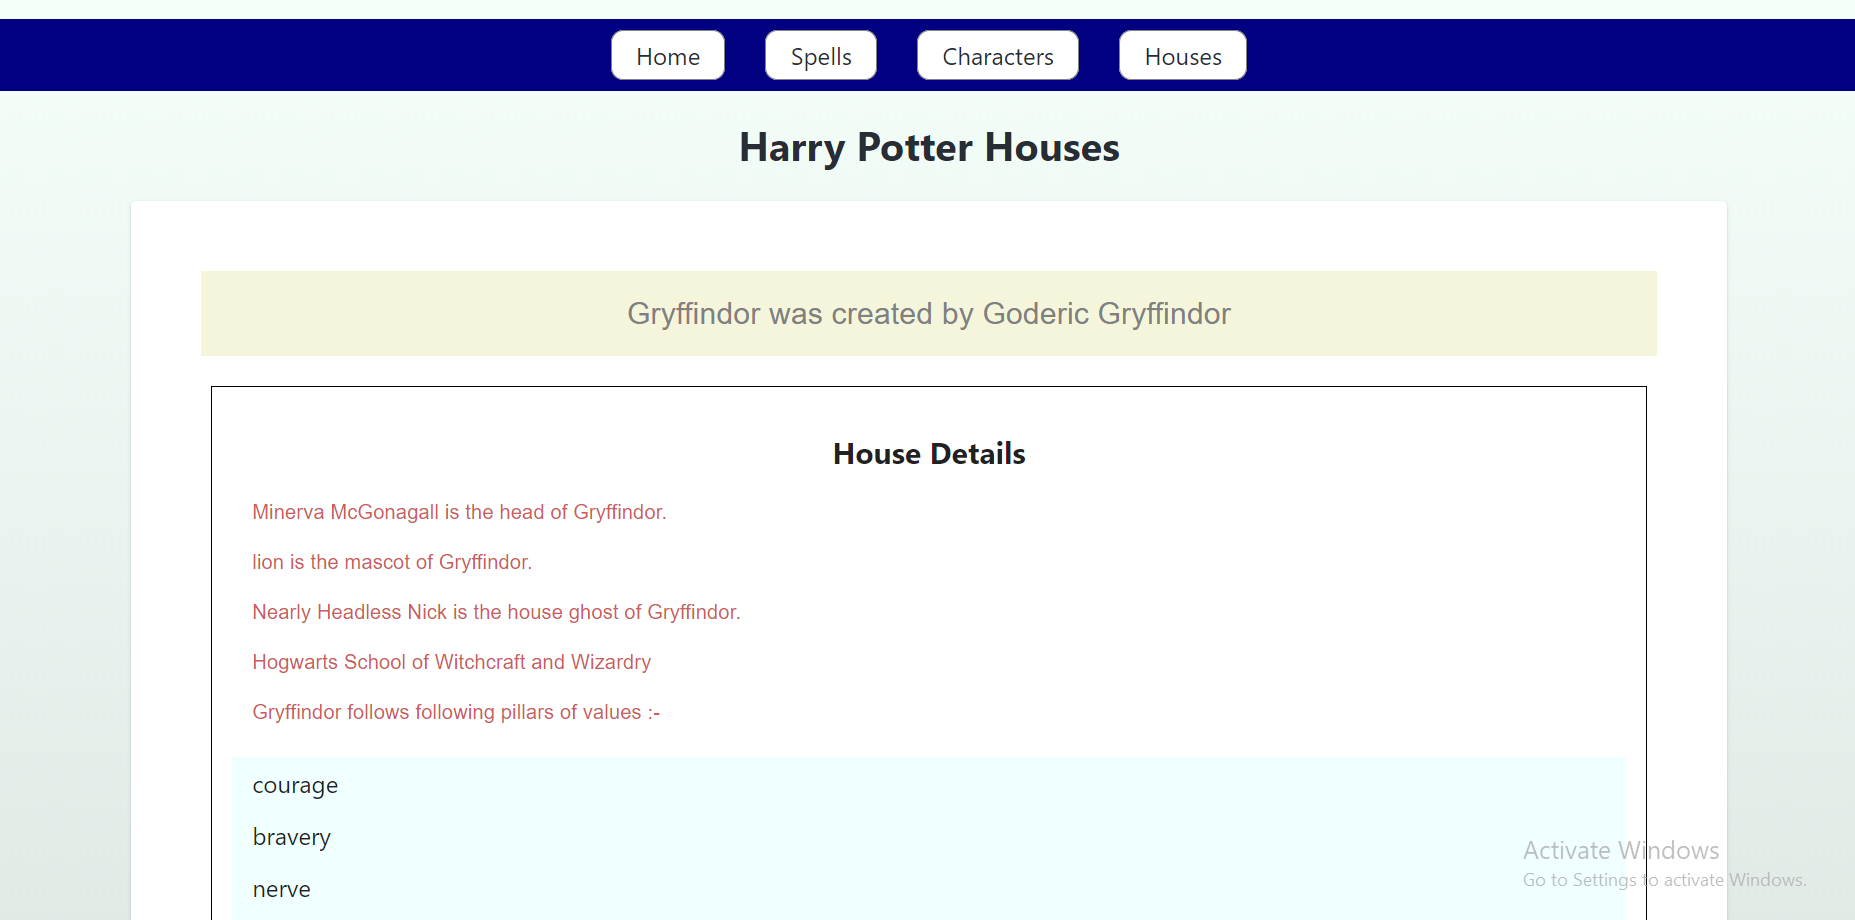 Home Spells Characters Houses
Harry Potter Houses
Gryffindor was created by Goderic Gryffindor
House Details
Minerva McGonagall is the head of Gryffindor.
lion is the mascot of Gryffindor.
Nearly Headless Nick is the house ghost of Gryffindor.
Hogwarts School of Witchcraft and Wizardry
Gryffindor follows following pillars of values :-
courage
bravery
nerve
Activate Windows
Go to Settings to activate Windows.